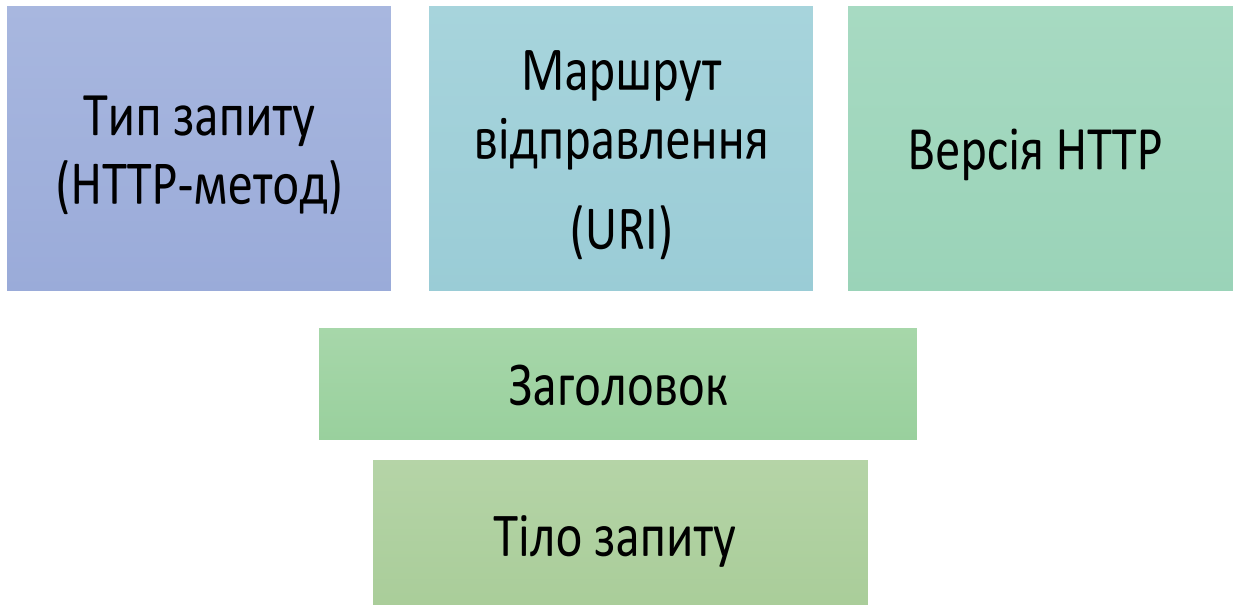 Тип запиту
(HTTP-метод)
Маршрут
відправлення
(URI)
Версія HTTP
Заголовок
Тіло запиту